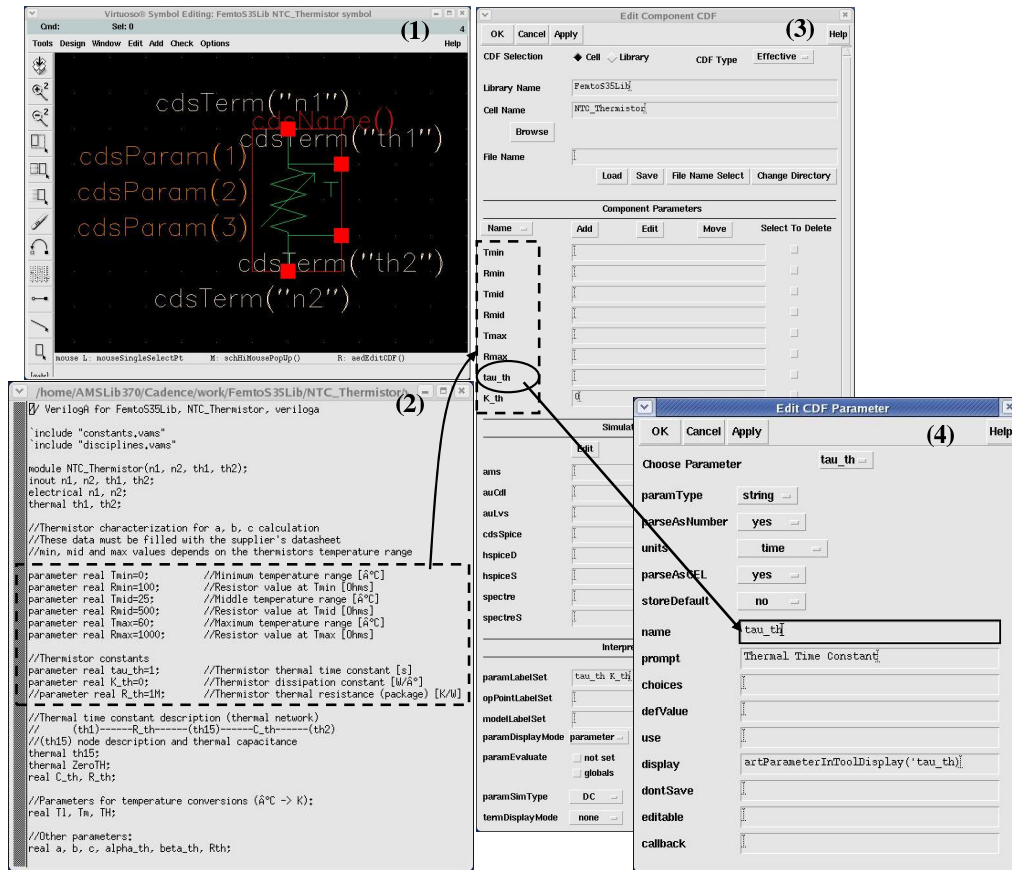 Virtuoso® Symbol Editing: FemtoS35Lib NTC_Thermistor symbol
Cmd: Sel: 0 (1) 4
Tools Design Window Edit Add Check Options Help
cdsTerm("n1")
cdsName()
cdsTerm("th1")
cdsParam(1)
T
cdsParam(2)
cdsParam(3)
cdsTerm("th2")
cdsTerm("n2")
mouse L: mouseSingleSelectPt M: schHiMousePopUp() R: aedEditCDF()
/home/AMSLib370/Cadence/work/FemtoS35Lib/NTC_Thermistor/
(2)
// VerilogA for FemtoS35Lib, NTC_Thermistor, veriloga
`include "constants.vams"
`include "disciplines.vams"
module NTC_Thermistor(n1, n2, th1, th2);
inout n1, n2, th1, th2;
electrical n1, n2;
thermal th1, th2;
//Thermistor characterization for a, b, c calculation
//These data must be filled with the supplier's datasheet
//min, mid and max values depends on the thermistors temperature range
parameter real Tmin=0; //Minimum temperature range [Â°C]
parameter real Rmin=100; //Resistor value at Tmin [Ohms]
parameter real Tmid=25; //Middle temperature range [Â°C]
parameter real Rmid=500; //Resistor value at Tmid [Ohms]
parameter real Tmax=60; //Maximum temperature range [Â°C]
parameter real Rmax=1000; //Resistor value at Tmax [Ohms]
//Thermistor constants
parameter real tau_th=1; //Thermistor thermal time constant [s]
parameter real K_th=0; //Thermistor dissipation constant [W/Â°]
//parameter real R_th=1M; //Thermistor thermal resistance (package) [K/W]
//Thermal time constant description (thermal network)
// (th1)------R_th------(th15)------C_th------(th2)
//(th15) node description and thermal capacitance
thermal th15;
thermal ZeroTH;
real C_th, R_th;
//Parameters for temperature conversions (Â°C -> K):
real Tl, Tm, TH;
//Other parameters:
real a, b, c, alpha_th, beta_th, Rth;
Edit Component CDF
OK Cancel Apply (3) Help
CDF Selection Cell Library CDF Type Effective
Library Name FemtoS35Lib
Cell Name NTC_Thermistor
Browse
File Name
Load Save File Name Select Change Directory
Component Parameters
Name Add Edit Move Select To Delete
Tmin
Rmin
Tmid
Rmid
Tmax
Rmax
tau_th
K_th 0
Simulat
Edit
ams
auCdl
auLvs
cdsSpice
hspiceD
hspiceS
spectre
spectreS
Interpre
paramLabelSet tau_th K_th
opPointLabelSet
modelLabelSet
paramDisplayMode parameter
paramEvaluate not set
globals
paramSimType DC
termDisplayMode none
Edit CDF Parameter
OK Cancel Apply (4) Help
Choose Parameter tau_th
paramType string
parseAsNumber yes
units time
parseAsCEL yes
storeDefault no
name tau_th
prompt Thermal Time Constant
choices
defValue
use
display artParameterInToolDisplay('tau_th)
dontSave
editable
callback